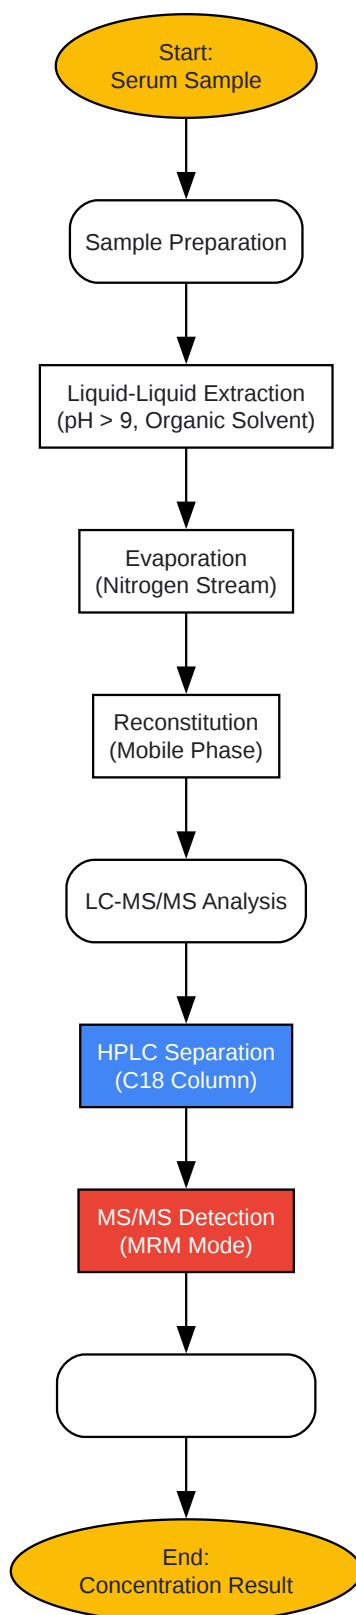 Start:
Serum Sample
Sample Preparation
Liquid-Liquid Extraction
(pH > 9, Organic Solvent)
Evaporation
(Nitrogen Stream)
Reconstitution
(Mobile Phase)
LC-MS/MS Analysis
HPLC Separation
(C18 Column)
MS/MS Detection
(MRM Mode)
End:
Concentration Result